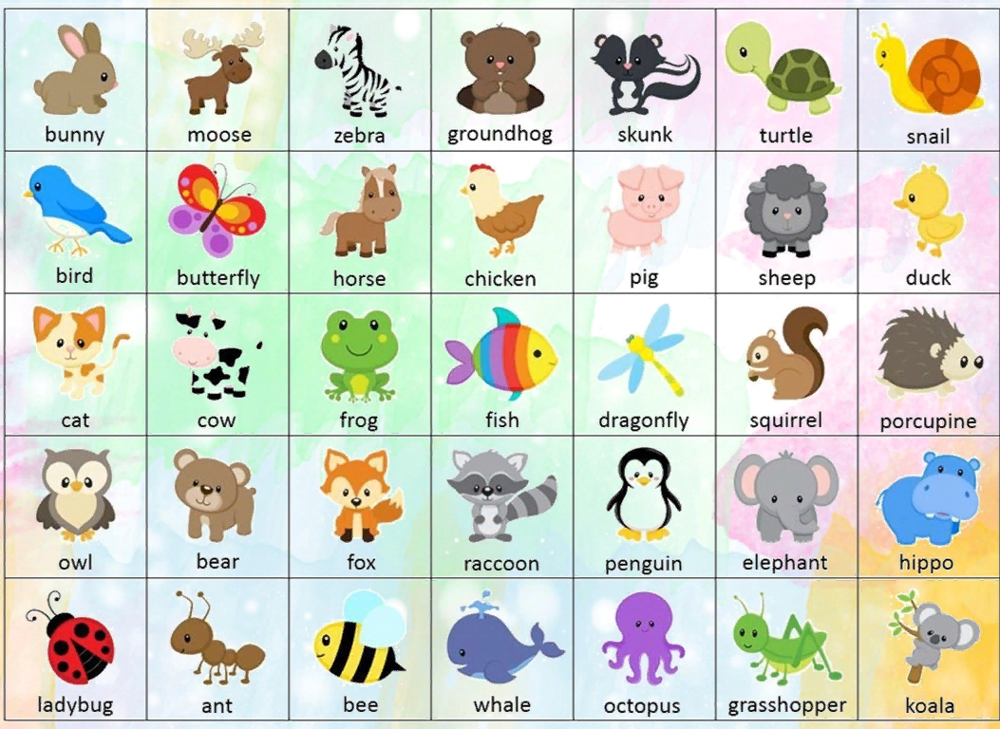 bunny moose zebra groundhog skunk turtle snail
bird butterfly horse chicken pig sheep duck
cat cow frog fish dragonfly squirrel porcupine
owl bear fox raccoon penguin elephant hippo
ladybug ant bee whale octopus grasshopper koala